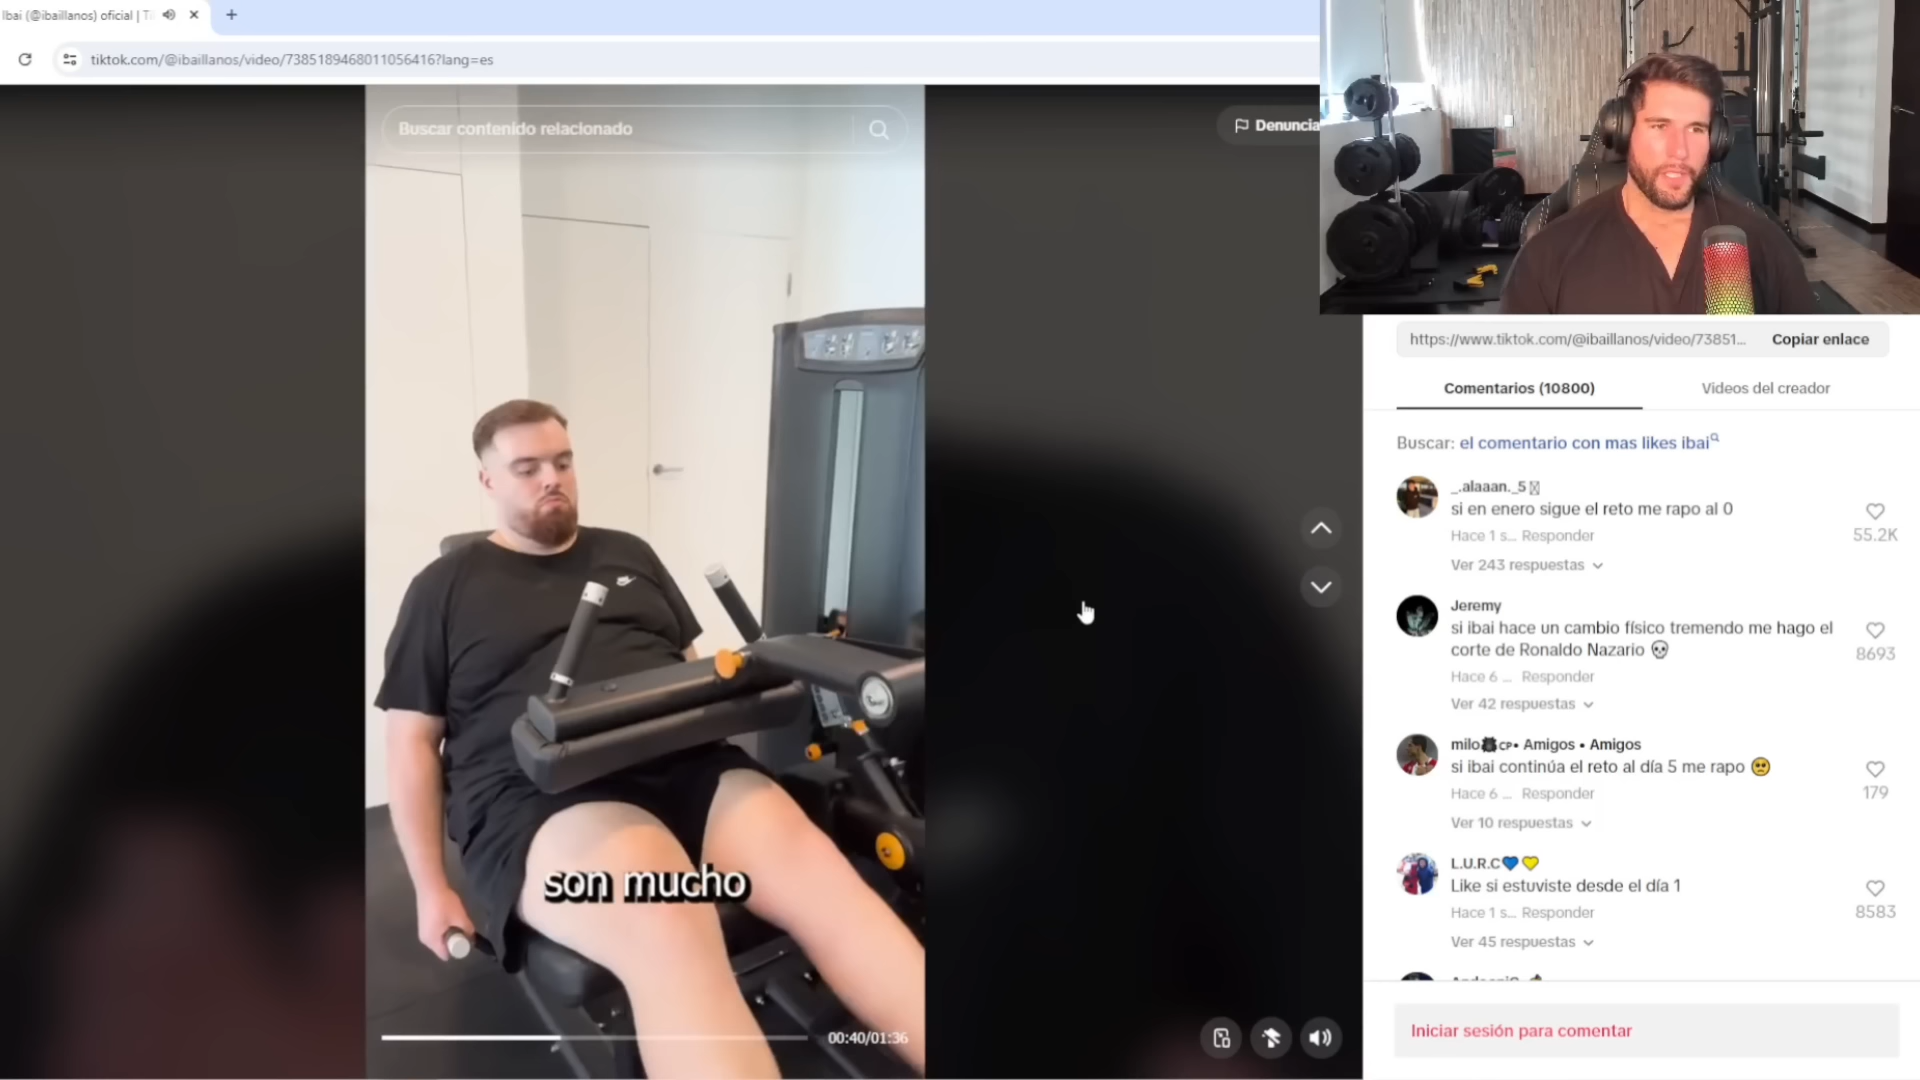 Ibai (@ibaillanos) oficial | Ti
tiktok.com/@ibaillanos/video/7385189468011056416?lang=es
Buscar contenido relacionado
Denuncia
son mucho
00:40/01:36
https://www.tiktok.com/@ibaillanos/video/73851...
Copiar enlace
Comentarios (10800)
Videos del creador
Buscar: el comentario con mas likes ibai
_.alaaan._5
si en enero sigue el reto me rapo al 0
Hace 1 s... Responder
55.2K
Ver 243 respuestas
Jeremy
si ibai hace un cambio físico tremendo me hago el
corte de Ronaldo Nazario 💀
8693
Hace 6 ... Responder
Ver 42 respuestas
milo CP• Amigos • Amigos
si ibai continúa el reto al día 5 me rapo 🥺
179
Hace 6 ... Responder
Ver 10 respuestas
L.U.R.C💙💛
Like si estuviste desde el día 1
Hace 1 s... Responder
8583
Ver 45 respuestas
Iniciar sesión para comentar